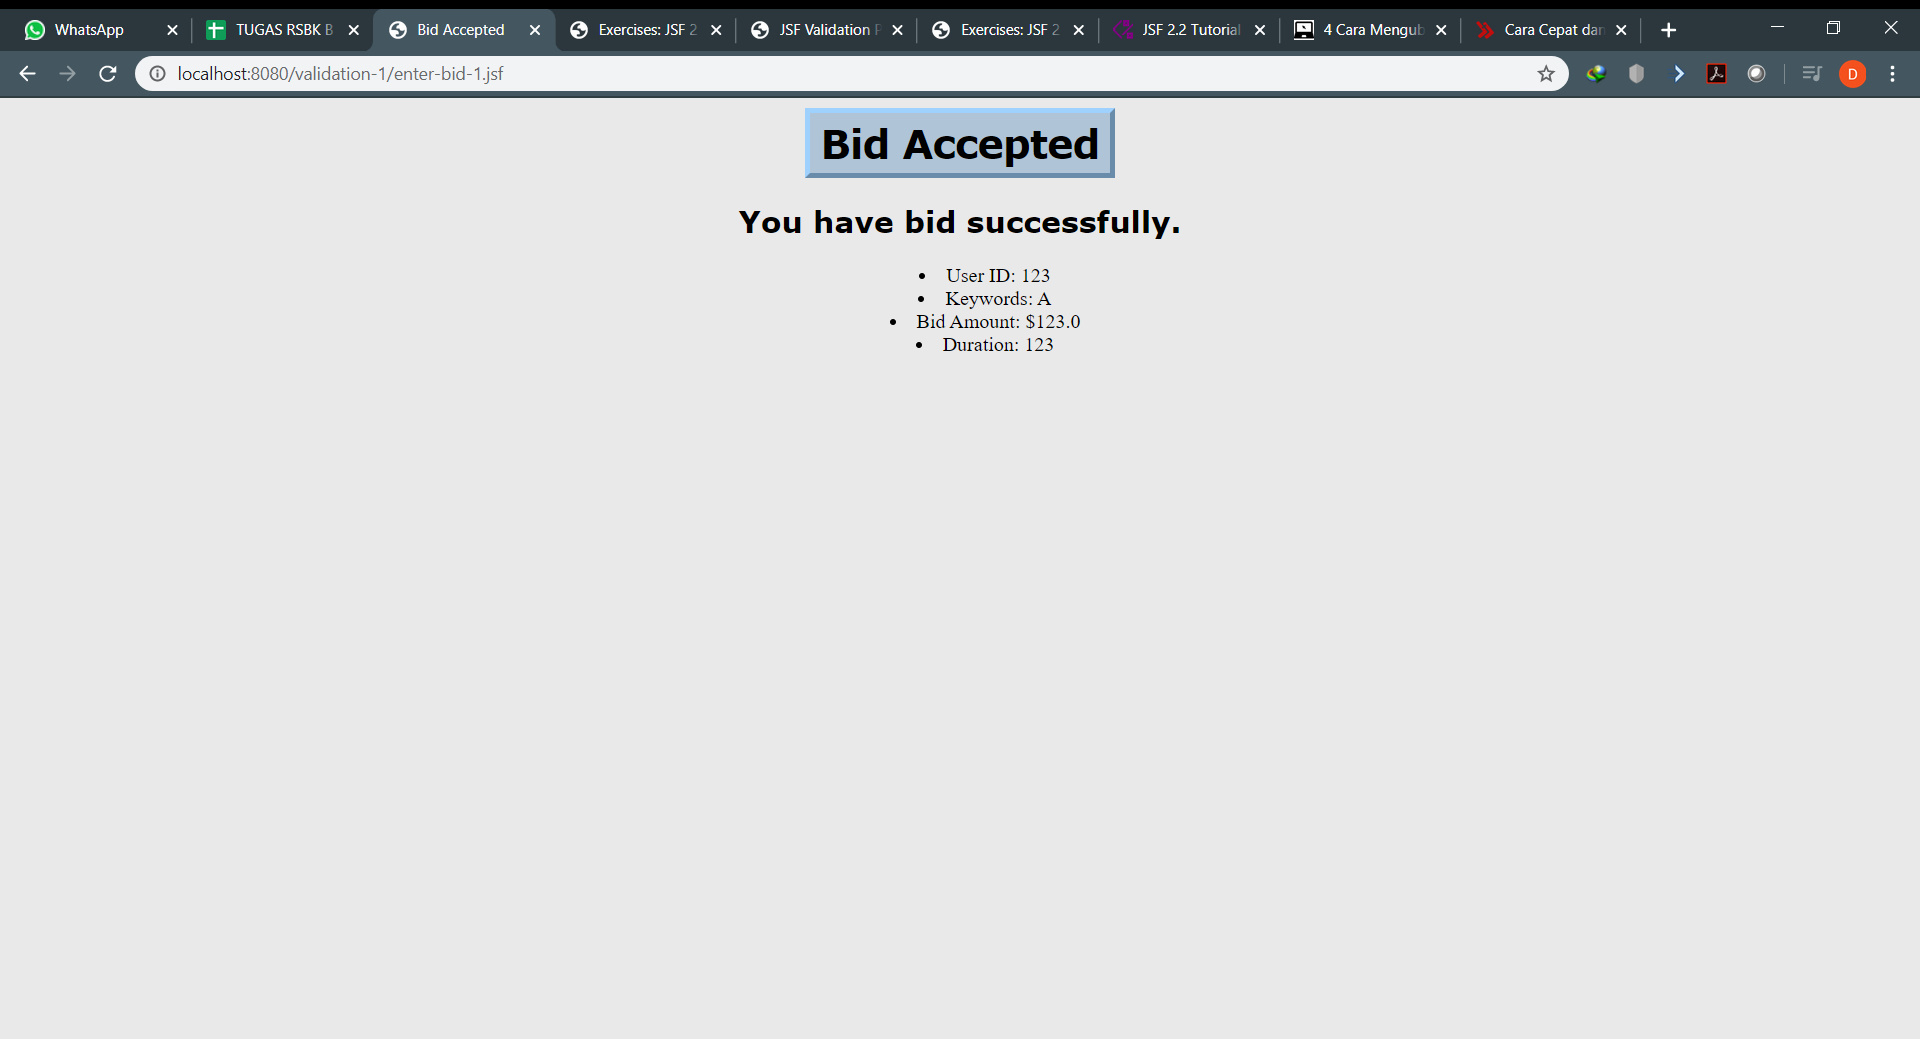 WhatsApp
TUGAS RSBK B
Bid Accepted
Exercises: JSF 2
JSF Validation P
Exercises: JSF 2
JSF 2.2 Tutorial
4 Cara Mengub
Cara Cepat dan
localhost:8080/validation-1/enter-bid-1.jsf
D
Bid Accepted
You have bid successfully.
• User ID: 123
• Keywords: A
• Bid Amount: $123.0
• Duration: 123